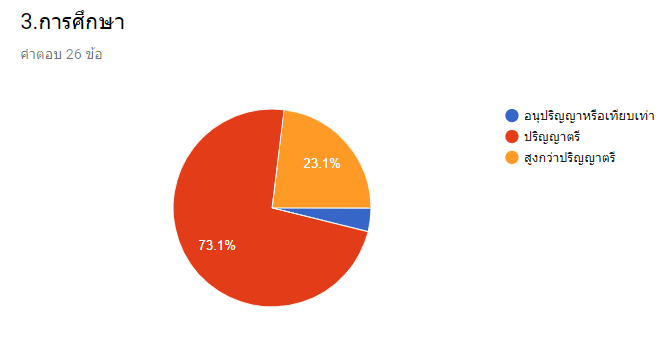 3.การศึกษา
คำตอบ 26 ข้อ
อนุปริญญาหรือเทียบเท่า
ปริญญาตรี
สูงกว่าปริญญาตรี
23.1%
73.1%